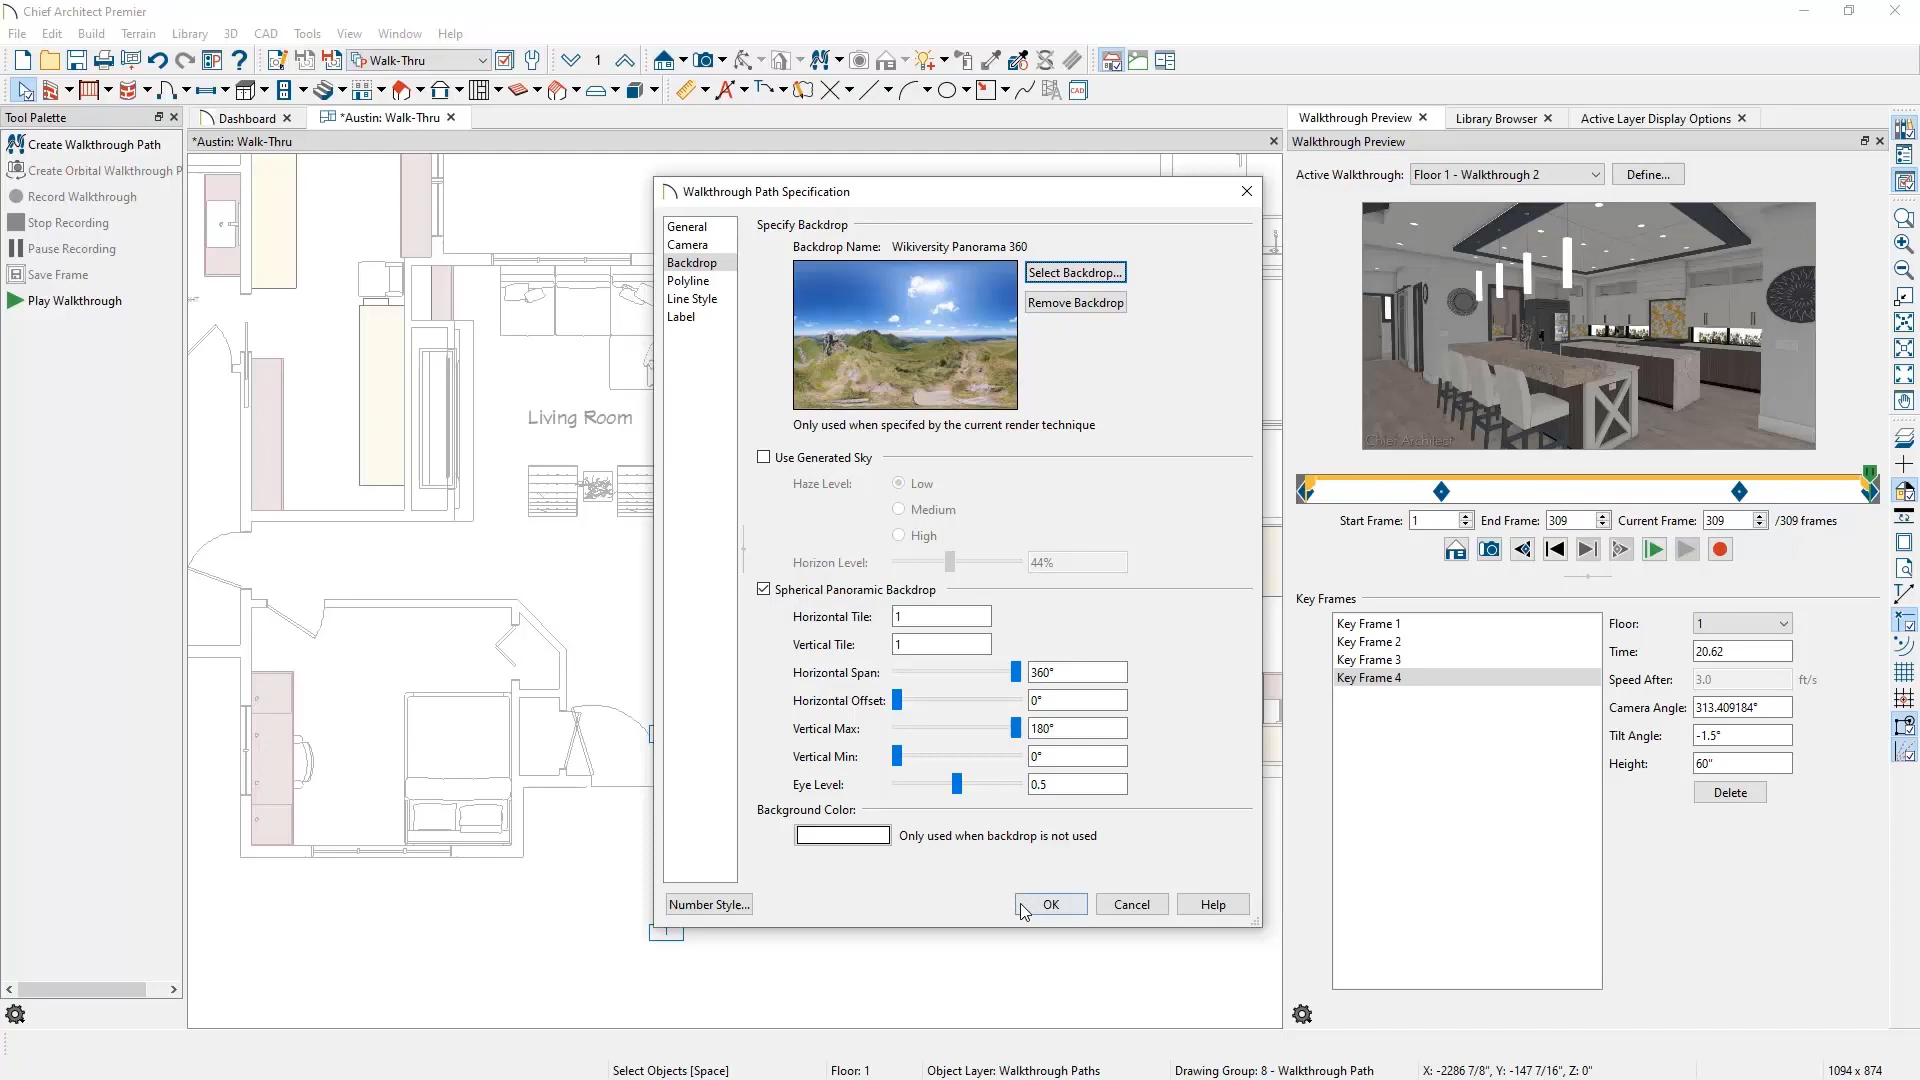 Chief Architect Premier
File Edit Build Terrain Library 3D CAD Tools View Window Help
Walk-Thru
1
CAD
Tool Palette
Dashboard
*Austin: Walk-Thru
Walkthrough Preview
Library Browser
Active Layer Display Options
Create Walkthrough Path
Create Orbital Walkthrough P
Record Walkthrough
Stop Recording
Pause Recording
Save Frame
Play Walkthrough
*Austin: Walk-Thru
Living Room
Walkthrough Path Specification
General
Camera
Backdrop
Polyline
Line Style
Label
Specify Backdrop
Backdrop Name: Wikiversity Panorama 360
Select Backdrop...
Remove Backdrop
Only used when specifed by the current render technique
Use Generated Sky
Haze Level: Low
Medium
High
Horizon Level: 44%
Spherical Panoramic Backdrop
Horizontal Tile: 1
Vertical Tile: 1
Horizontal Span: 360°
Horizontal Offset: 0°
Vertical Max: 180°
Vertical Min: 0°
Eye Level: 0.5
Background Color:
Only used when backdrop is not used
Number Style... OK Cancel Help
Walkthrough Preview
Active Walkthrough: Floor 1 - Walkthrough 2 Define...
Chief Architect
Start Frame: 1 End Frame: 309 Current Frame: 309 /309 frames
Key Frames
Key Frame 1
Key Frame 2
Key Frame 3
Key Frame 4
Floor: 1
Time: 20.62
Speed After: 3.0 ft/s
Camera Angle: 313.409184°
Tilt Angle: -1.5°
Height: 60"
Delete
Select Objects [Space] Floor: 1 Object Layer: Walkthrough Paths Drawing Group: 8 - Walkthrough Path X: -2286 7/8", Y: -147 7/16", Z: 0" 1094 x 874